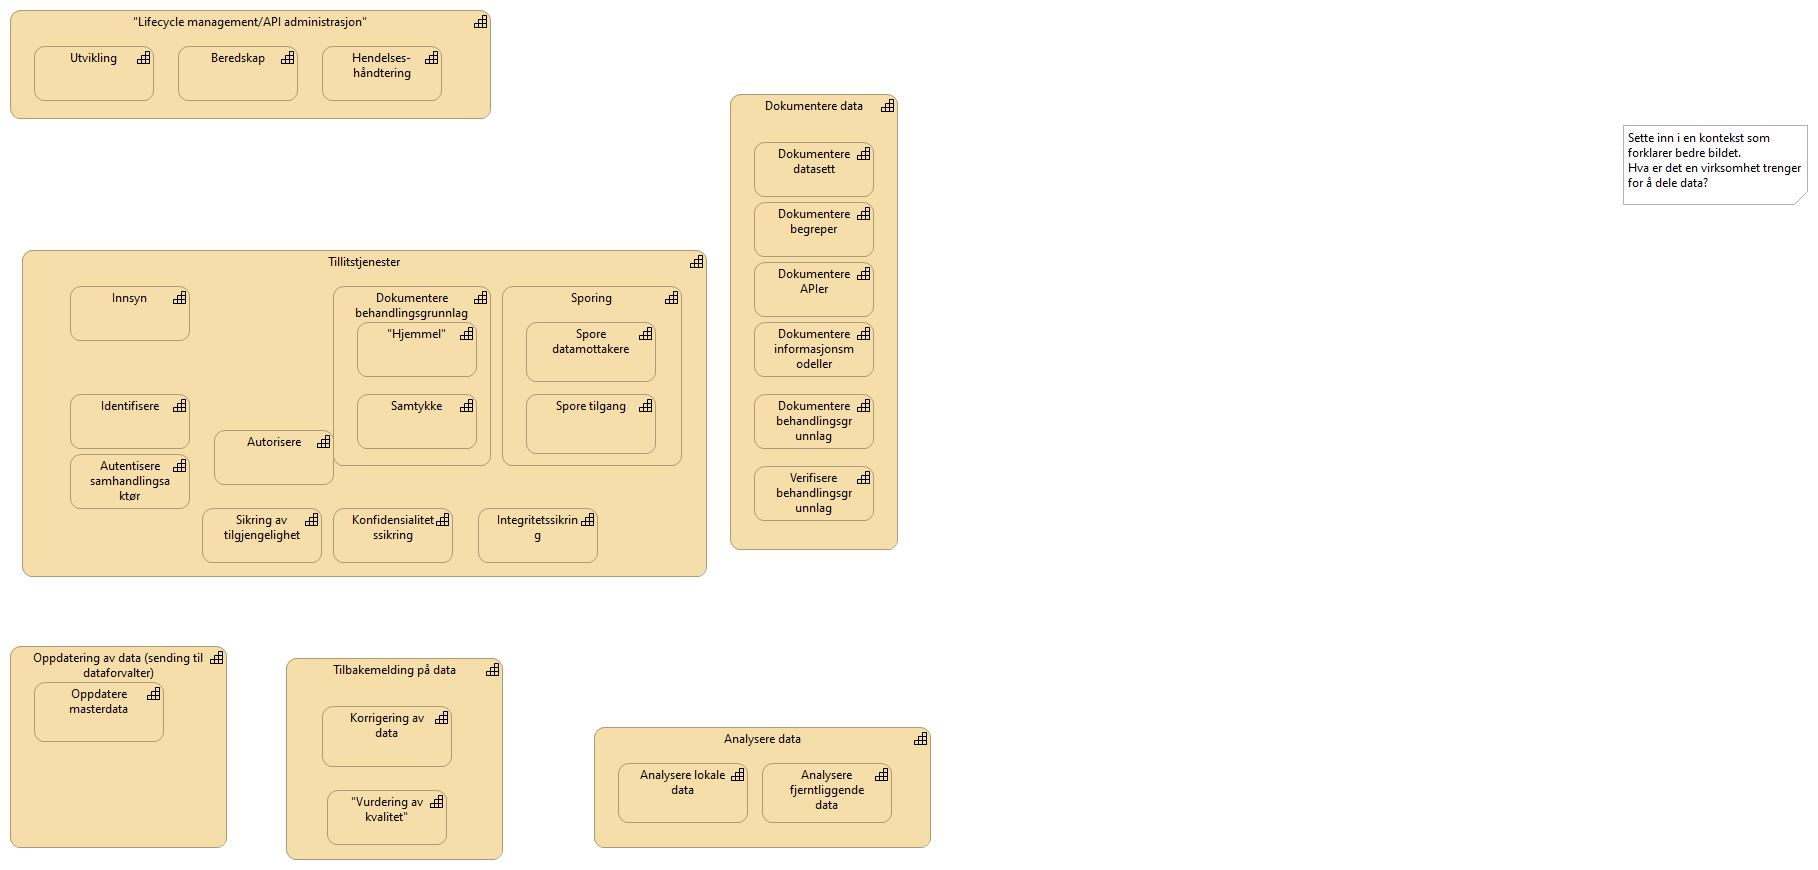 "Lifecycle management/API administrasjon"
Utvikling
Beredskap
Hendelses-
håndtering
Dokumentere data
Dokumentere
datasett
Dokumentere
begreper
Dokumentere
APIer
Dokumentere
informasjonsm
odeller
Dokumentere
behandlingsgr
unnlag
Verifisere
behandlingsgr
unnlag
Sette inn i en kontekst som
forklarer bedre bildet.
Hva er det en virksomhet trenger
for å dele data?
Tillitstjenester
Innsyn
Dokumentere
behandlingsgrunnlag
"Hjemmel"
Samtykke
Sporing
Spore
datamottakere
Spore tilgang
Identifisere
Autorisere
Autentisere
samhandlingsa
ktør
Sikring av
tilgjengelighet
Konfidensialitet
ssikring
Integritetssikrin
g
Oppdatering av data (sending til
dataforvalter)
Oppdatere
masterdata
Tilbakemelding på data
Korrigering av
data
"Vurdering av
kvalitet"
Analysere data
Analysere lokale
data
Analysere
fjerntliggende
data